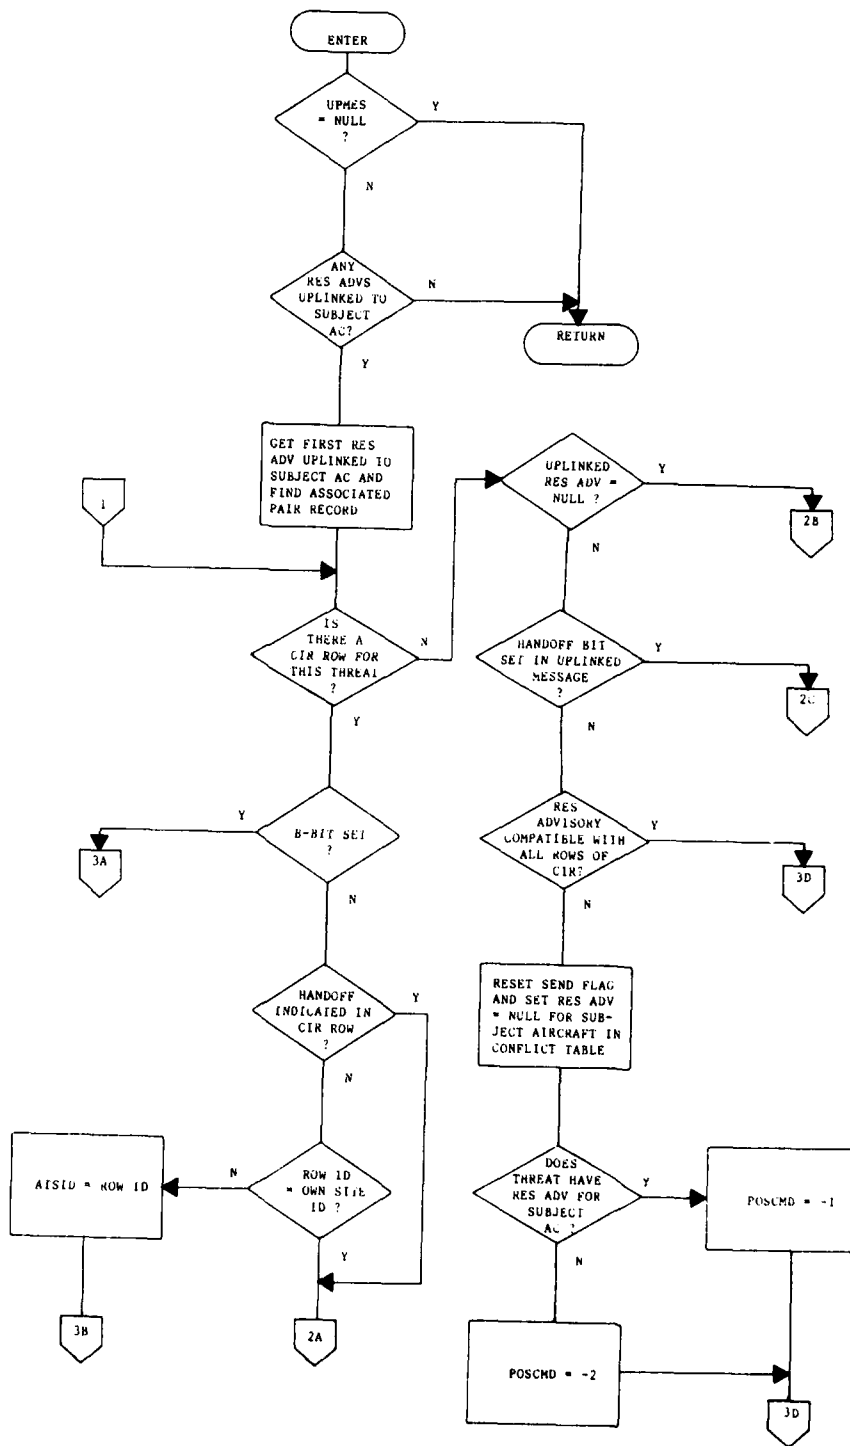 ENTER
UPMES
= NULL
?
Y
N
ANY
RES ADVS
UPLINKED TO
SUBJECT
AC?
N
Y
RETURN
GET FIRST RES
ADV UPLINKED TO
SUBJECT AC AND
FIND ASSOCIATED
PAIR RECORD
1
IS
THERE A
CIR ROW FOR
THIS THREAT
?
N
Y
B-BIT SET
?
Y
3A
N
HANDOFF
INDICATED IN
CIR ROW
?
Y
N
ROW ID
= OWN SITE
ID ?
N
Y
ATSID = ROW ID
3B
2A
UPLINKED
RES ADV =
NULL ?
Y
2B
N
HANDOFF BIT
SET IN UPLINKED
MESSAGE
?
Y
2C
N
RES
ADVISORY
COMPATIBLE WITH
ALL ROWS OF
CIR?
Y
3D
N
RESET SEND FLAG
AND SET RES ADV
= NULL FOR SUB-
JECT AIRCRAFT IN
CONFLICT TABLE
DOES
THREAT HAVE
RES ADV FOR
SUBJECT
AC ?
Y
N
POSCMD = -1
POSCMD = -2
3D